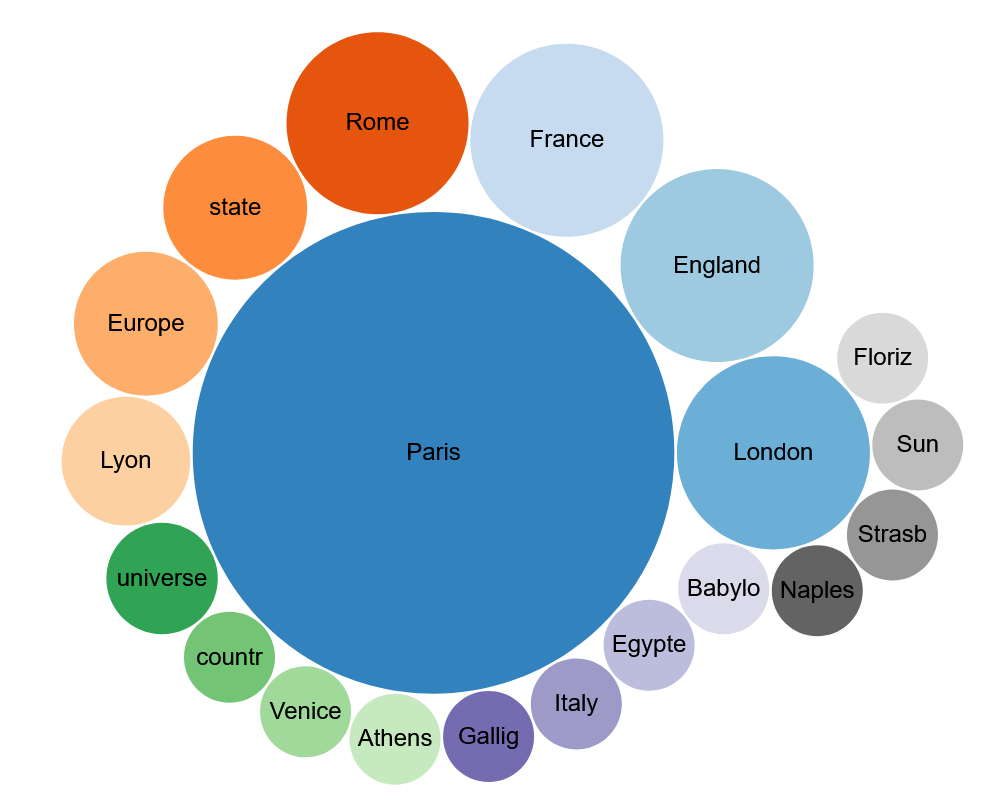 Rome
France
state
England
Europe
Floriz
Sun
Paris
London
Lyon
Strasb
universe
Babylo
Naples
Egypte
countr
Italy
Venice
Gallig
Athens